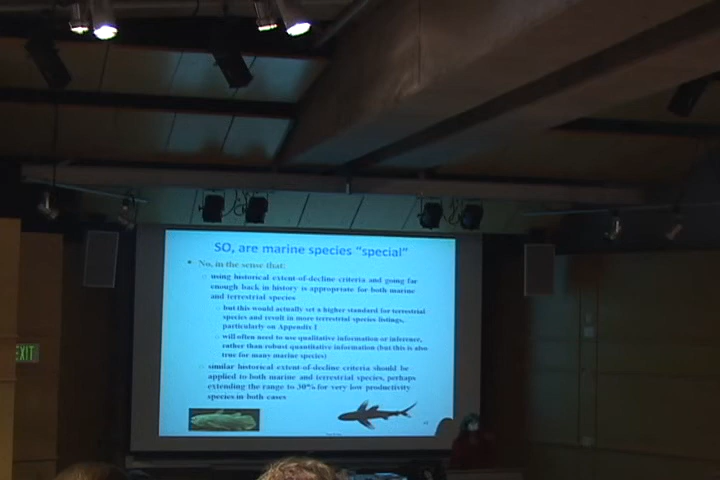 SO, are marine species "special"
No, in the sense that:
using historical extent-of-decline criteria and going far
enough back in history is appropriate for both marine
and terrestrial species
but this would actually set a higher standard for terrestrial
species and result in more terrestrial species listings,
particularly on Appendix I
will often need to use qualitative information or inference,
rather than robust quantitative information (but this is also
true for many marine species)
similar historical extent-of-decline criteria should be
applied to both marine and terrestrial species, perhaps
extending the range to 30% for very low productivity
species in both cases
EXIT